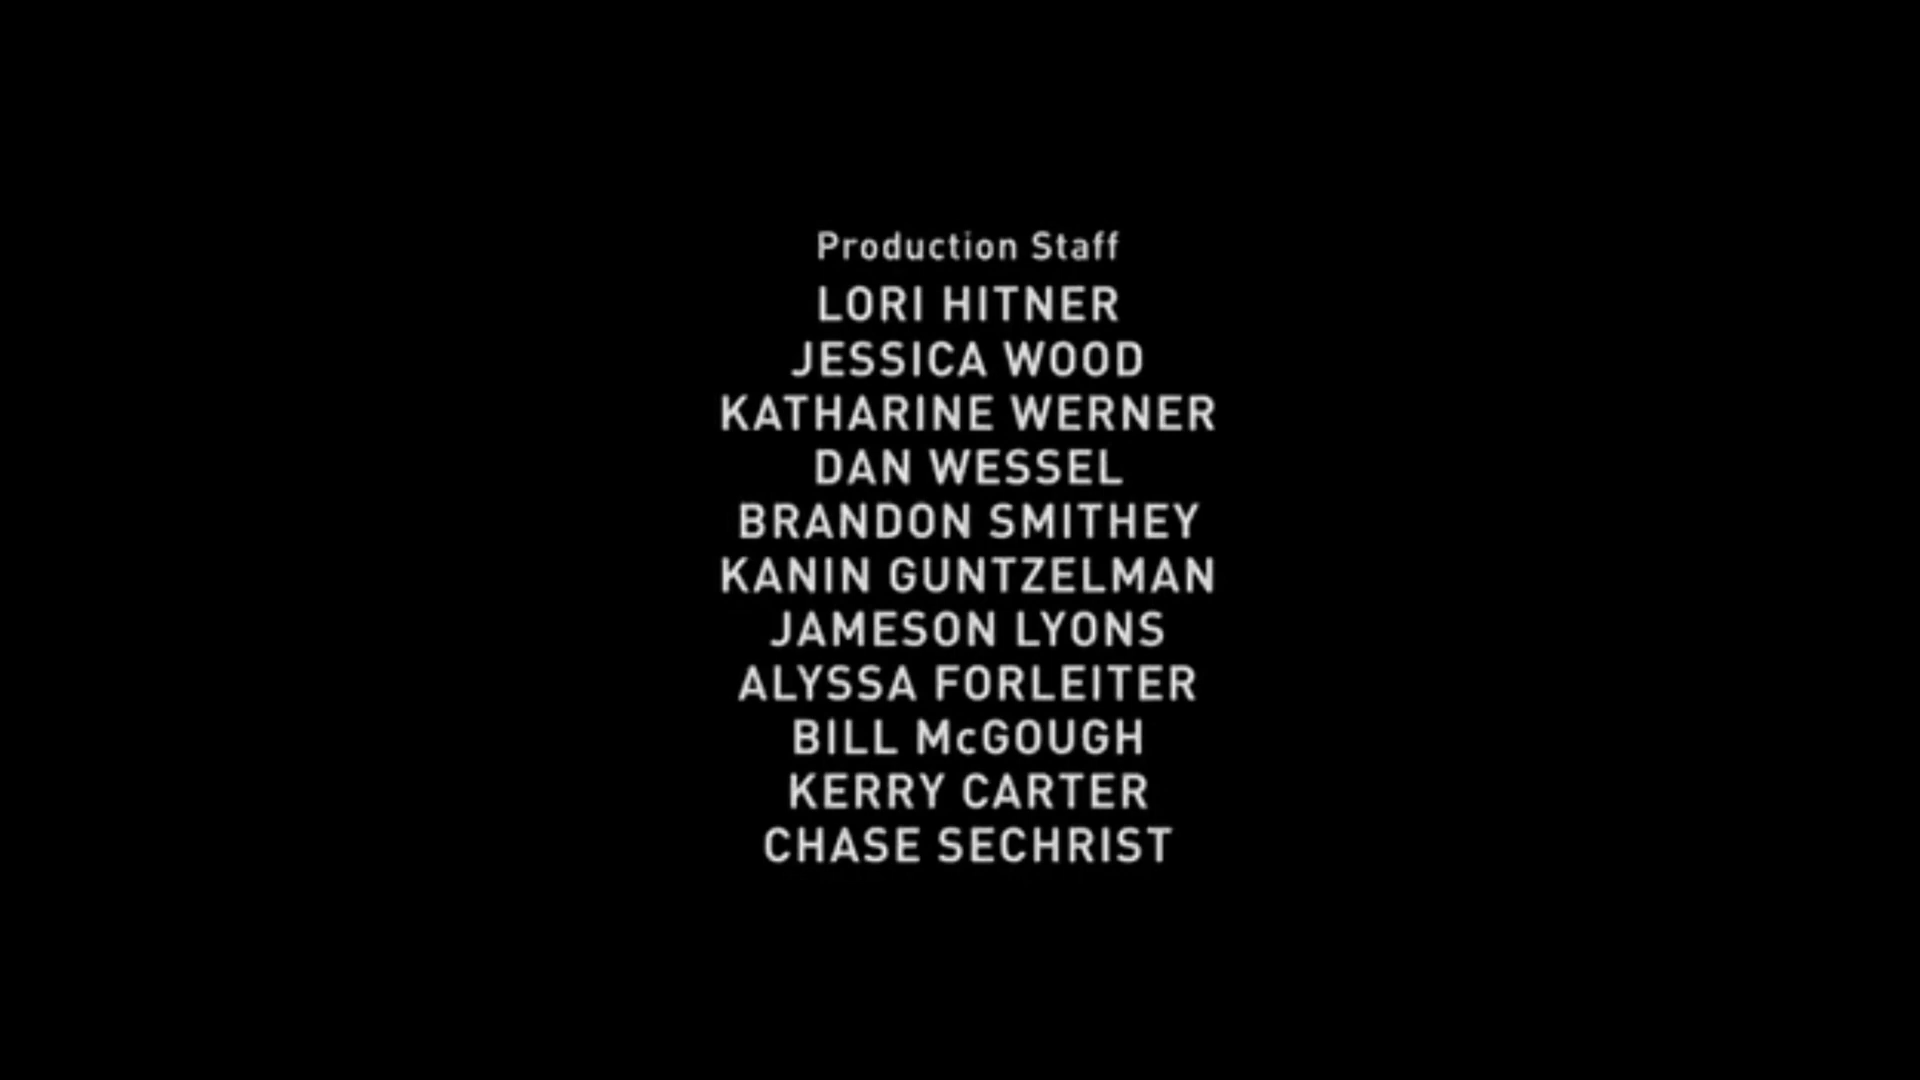 Production Staff
LORI HITNER
JESSICA WOOD
KATHARINE WERNER
DAN WESSEL
BRANDON SMITHEY
KANIN GUNTZELMAN
JAMESON LYONS
ALYSSA FORLEITER
BILL McGOUGH
KERRY CARTER
CHASE SECHRIST